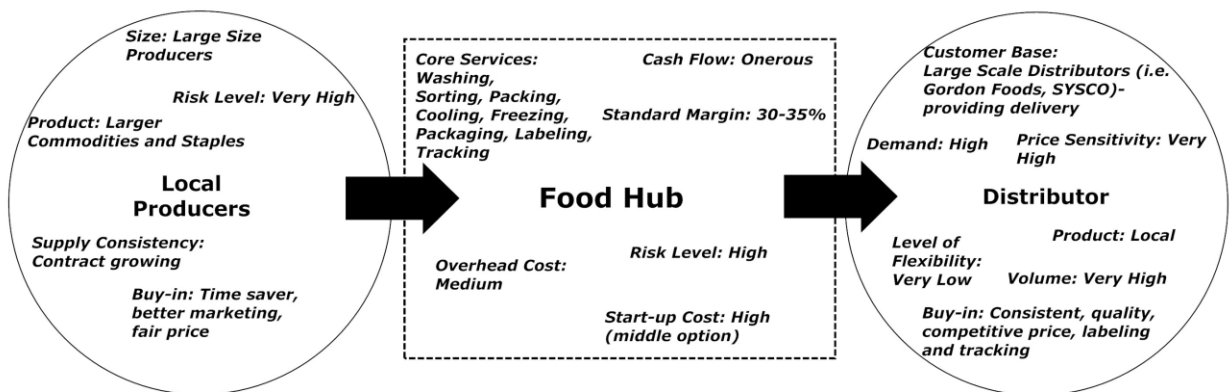 Size: Large Size
Producers
Risk Level: Very High
Product: Larger
Commodities and Staples
Local
Producers
Supply Consistency:
Contract growing
Buy-in: Time saver,
better marketing,
fair price
Core Services:
Washing,
Sorting, Packing,
Cooling, Freezing,
Packaging, Labeling,
Tracking
Cash Flow: Onerous
Standard Margin: 30-35%
Food Hub
Overhead Cost:
Medium
Risk Level: High
Start-up Cost: High
(middle option)
Customer Base:
Large Scale Distributors (i.e.
Gordon Foods, SYSCO)-
providing delivery
Demand: High
Price Sensitivity: Very
High
Distributor
Level of
Flexibility:
Very Low
Product: Local
Volume: Very High
Buy-in: Consistent, quality,
competitive price, labeling
and tracking